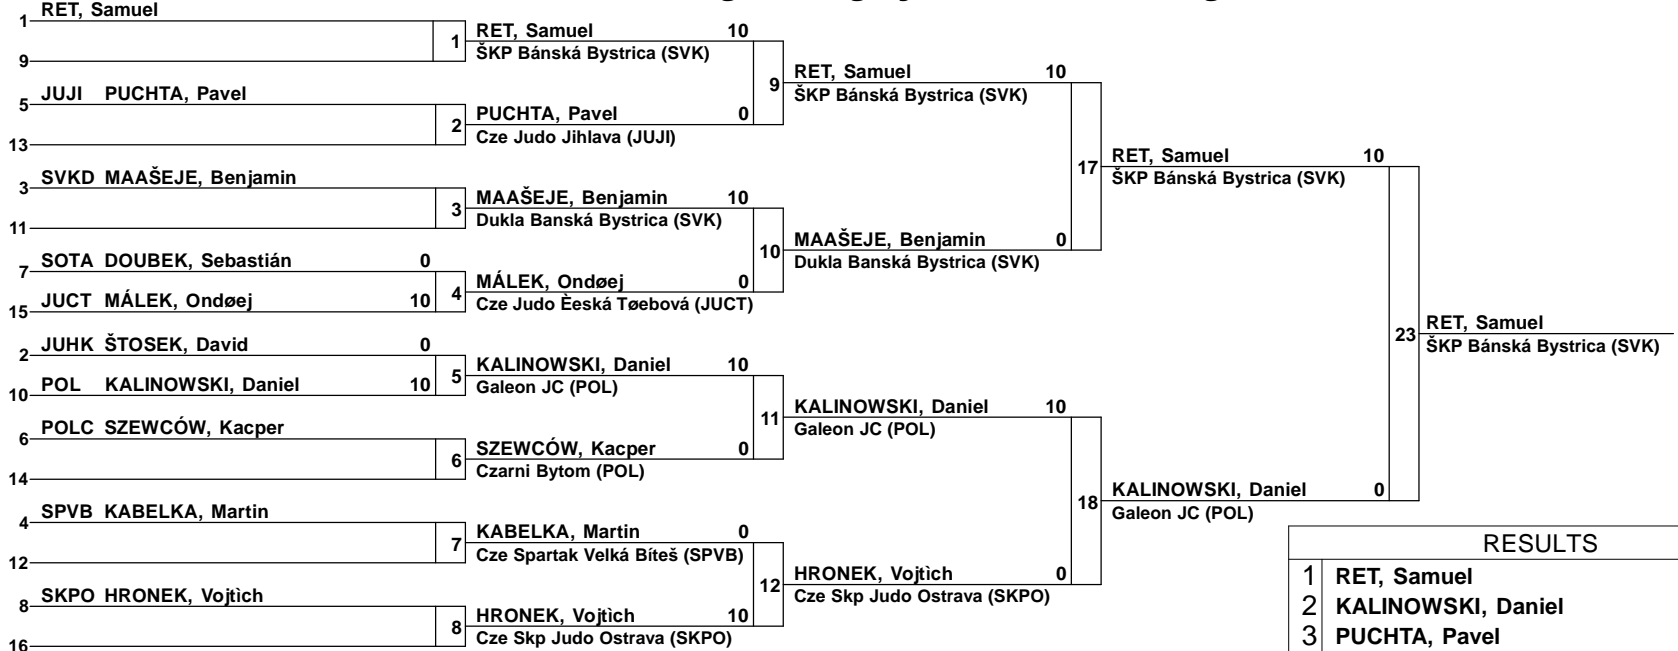 RET, Samuel
1
9
JUJI PUCHTA, Pavel
5
13
SVKD MAAŠEJE, Benjamin
3
11
SOTA DOUBEK, Sebastián 0
7
JUCT MÁLEK, Ondøej 10
15
JUHK ŠTOSEK, David 0
2
POL KALINOWSKI, Daniel 10
10
POLC SZEWCÓW, Kacper
6
14
SPVB KABELKA, Martin
4
12
SKPO HRONEK, Vojtìch
8
16
1 RET, Samuel 10
ŠKP Bánská Bystrica (SVK)
2 PUCHTA, Pavel 0
Cze Judo Jihlava (JUJI)
3 MAAŠEJE, Benjamin 10
Dukla Banská Bystrica (SVK)
4 MÁLEK, Ondøej 0
Cze Judo Èeská Tøebová (JUCT)
5 KALINOWSKI, Daniel 10
Galeon JC (POL)
6 SZEWCÓW, Kacper 0
Czarni Bytom (POL)
7 KABELKA, Martin 0
Cze Spartak Velká Bíteš (SPVB)
8 HRONEK, Vojtìch 10
Cze Skp Judo Ostrava (SKPO)
9 RET, Samuel 10
ŠKP Bánská Bystrica (SVK)
10 MAAŠEJE, Benjamin 0
Dukla Banská Bystrica (SVK)
11 KALINOWSKI, Daniel 10
Galeon JC (POL)
12 HRONEK, Vojtìch 0
Cze Skp Judo Ostrava (SKPO)
17 RET, Samuel 10
ŠKP Bánská Bystrica (SVK)
18 KALINOWSKI, Daniel 0
Galeon JC (POL)
23 RET, Samuel
ŠKP Bánská Bystrica (SVK)
RESULTS
1 RET, Samuel
2 KALINOWSKI, Daniel
3 PUCHTA, Pavel